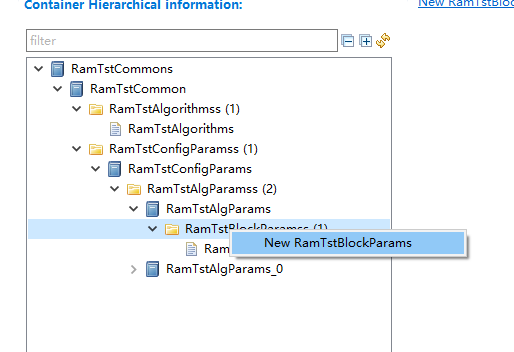 Container Hierarchical information:
New RamTstBloc
filter
RamTstCommons
RamTstCommon
RamTstAlgorithmss (1)
RamTstAlgorithms
RamTstConfigParamss (1)
RamTstConfigParams
RamTstAlgParamss (2)
RamTstAlgParams
RamTstBlockParamss (1)
New RamTstBlockParams
Ram
RamTstAlgParams_0